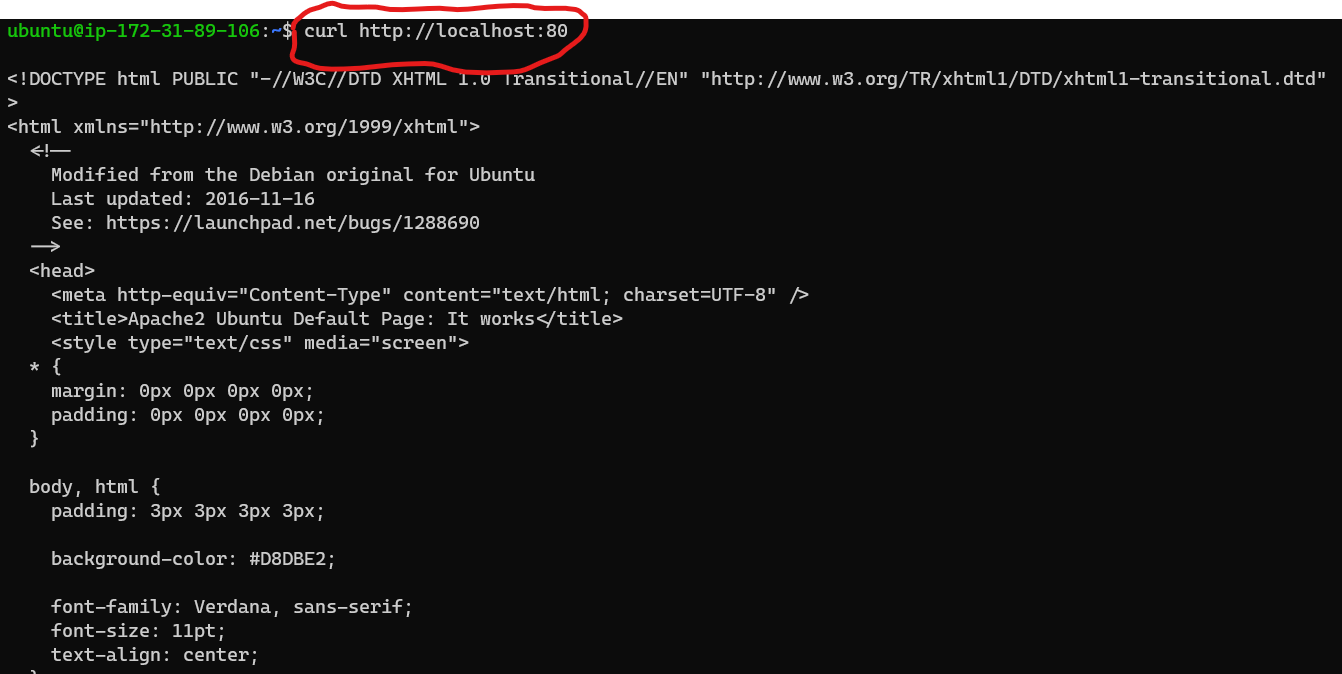 ubuntu@ip-172-31-89-106:~$ curl http://localhost:80
<!DOCTYPE html PUBLIC "-//W3C//DTD XHTML 1.0 Transitional//EN" "http://www.w3.org/TR/xhtml1/DTD/xhtml1-transitional.dtd"
>
<html xmlns="http://www.w3.org/1999/xhtml">
  <!--
    Modified from the Debian original for Ubuntu
    Last updated: 2016-11-16
    See: https://launchpad.net/bugs/1288690
  -->
  <head>
    <meta http-equiv="Content-Type" content="text/html; charset=UTF-8" />
    <title>Apache2 Ubuntu Default Page: It works</title>
    <style type="text/css" media="screen">
  * {
    margin: 0px 0px 0px 0px;
    padding: 0px 0px 0px 0px;
  }
  body, html {
    padding: 3px 3px 3px 3px;
    background-color: #D8DBE2;
    font-family: Verdana, sans-serif;
    font-size: 11pt;
    text-align: center;